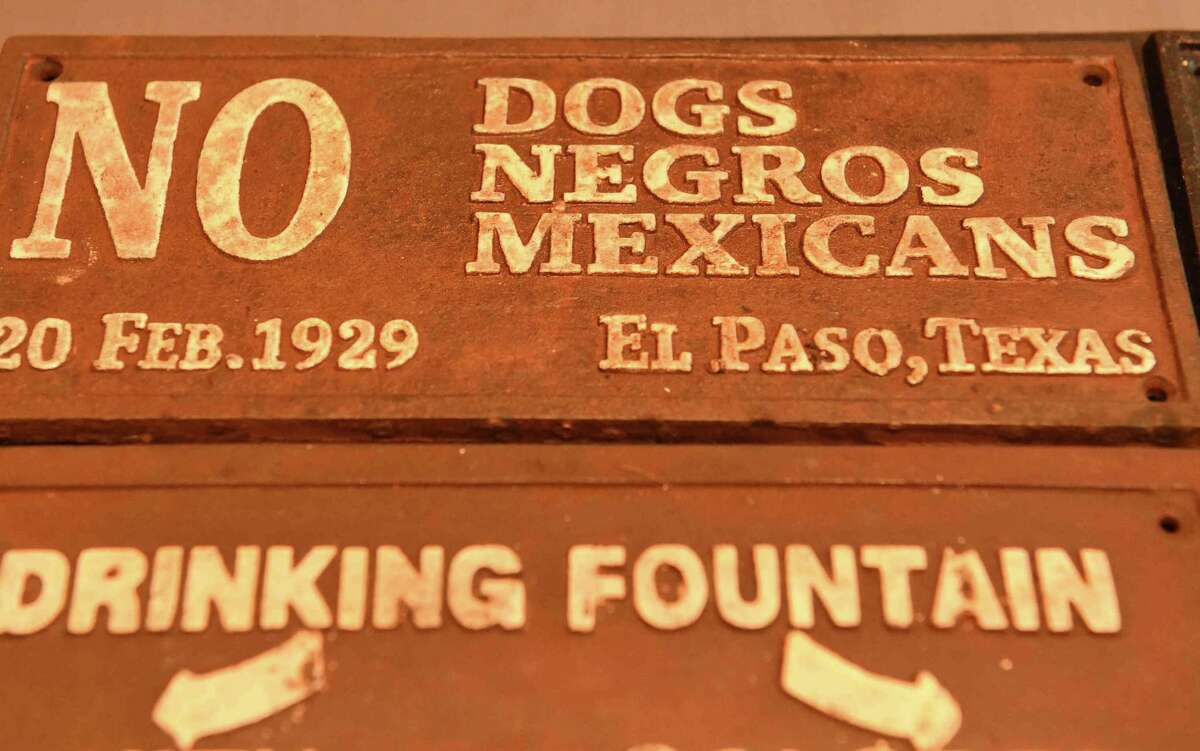 NO DOGS
NEGROS
MEXICANS
20 FEB. 1929 EL PASO, TEXAS
DRINKING FOUNTAIN